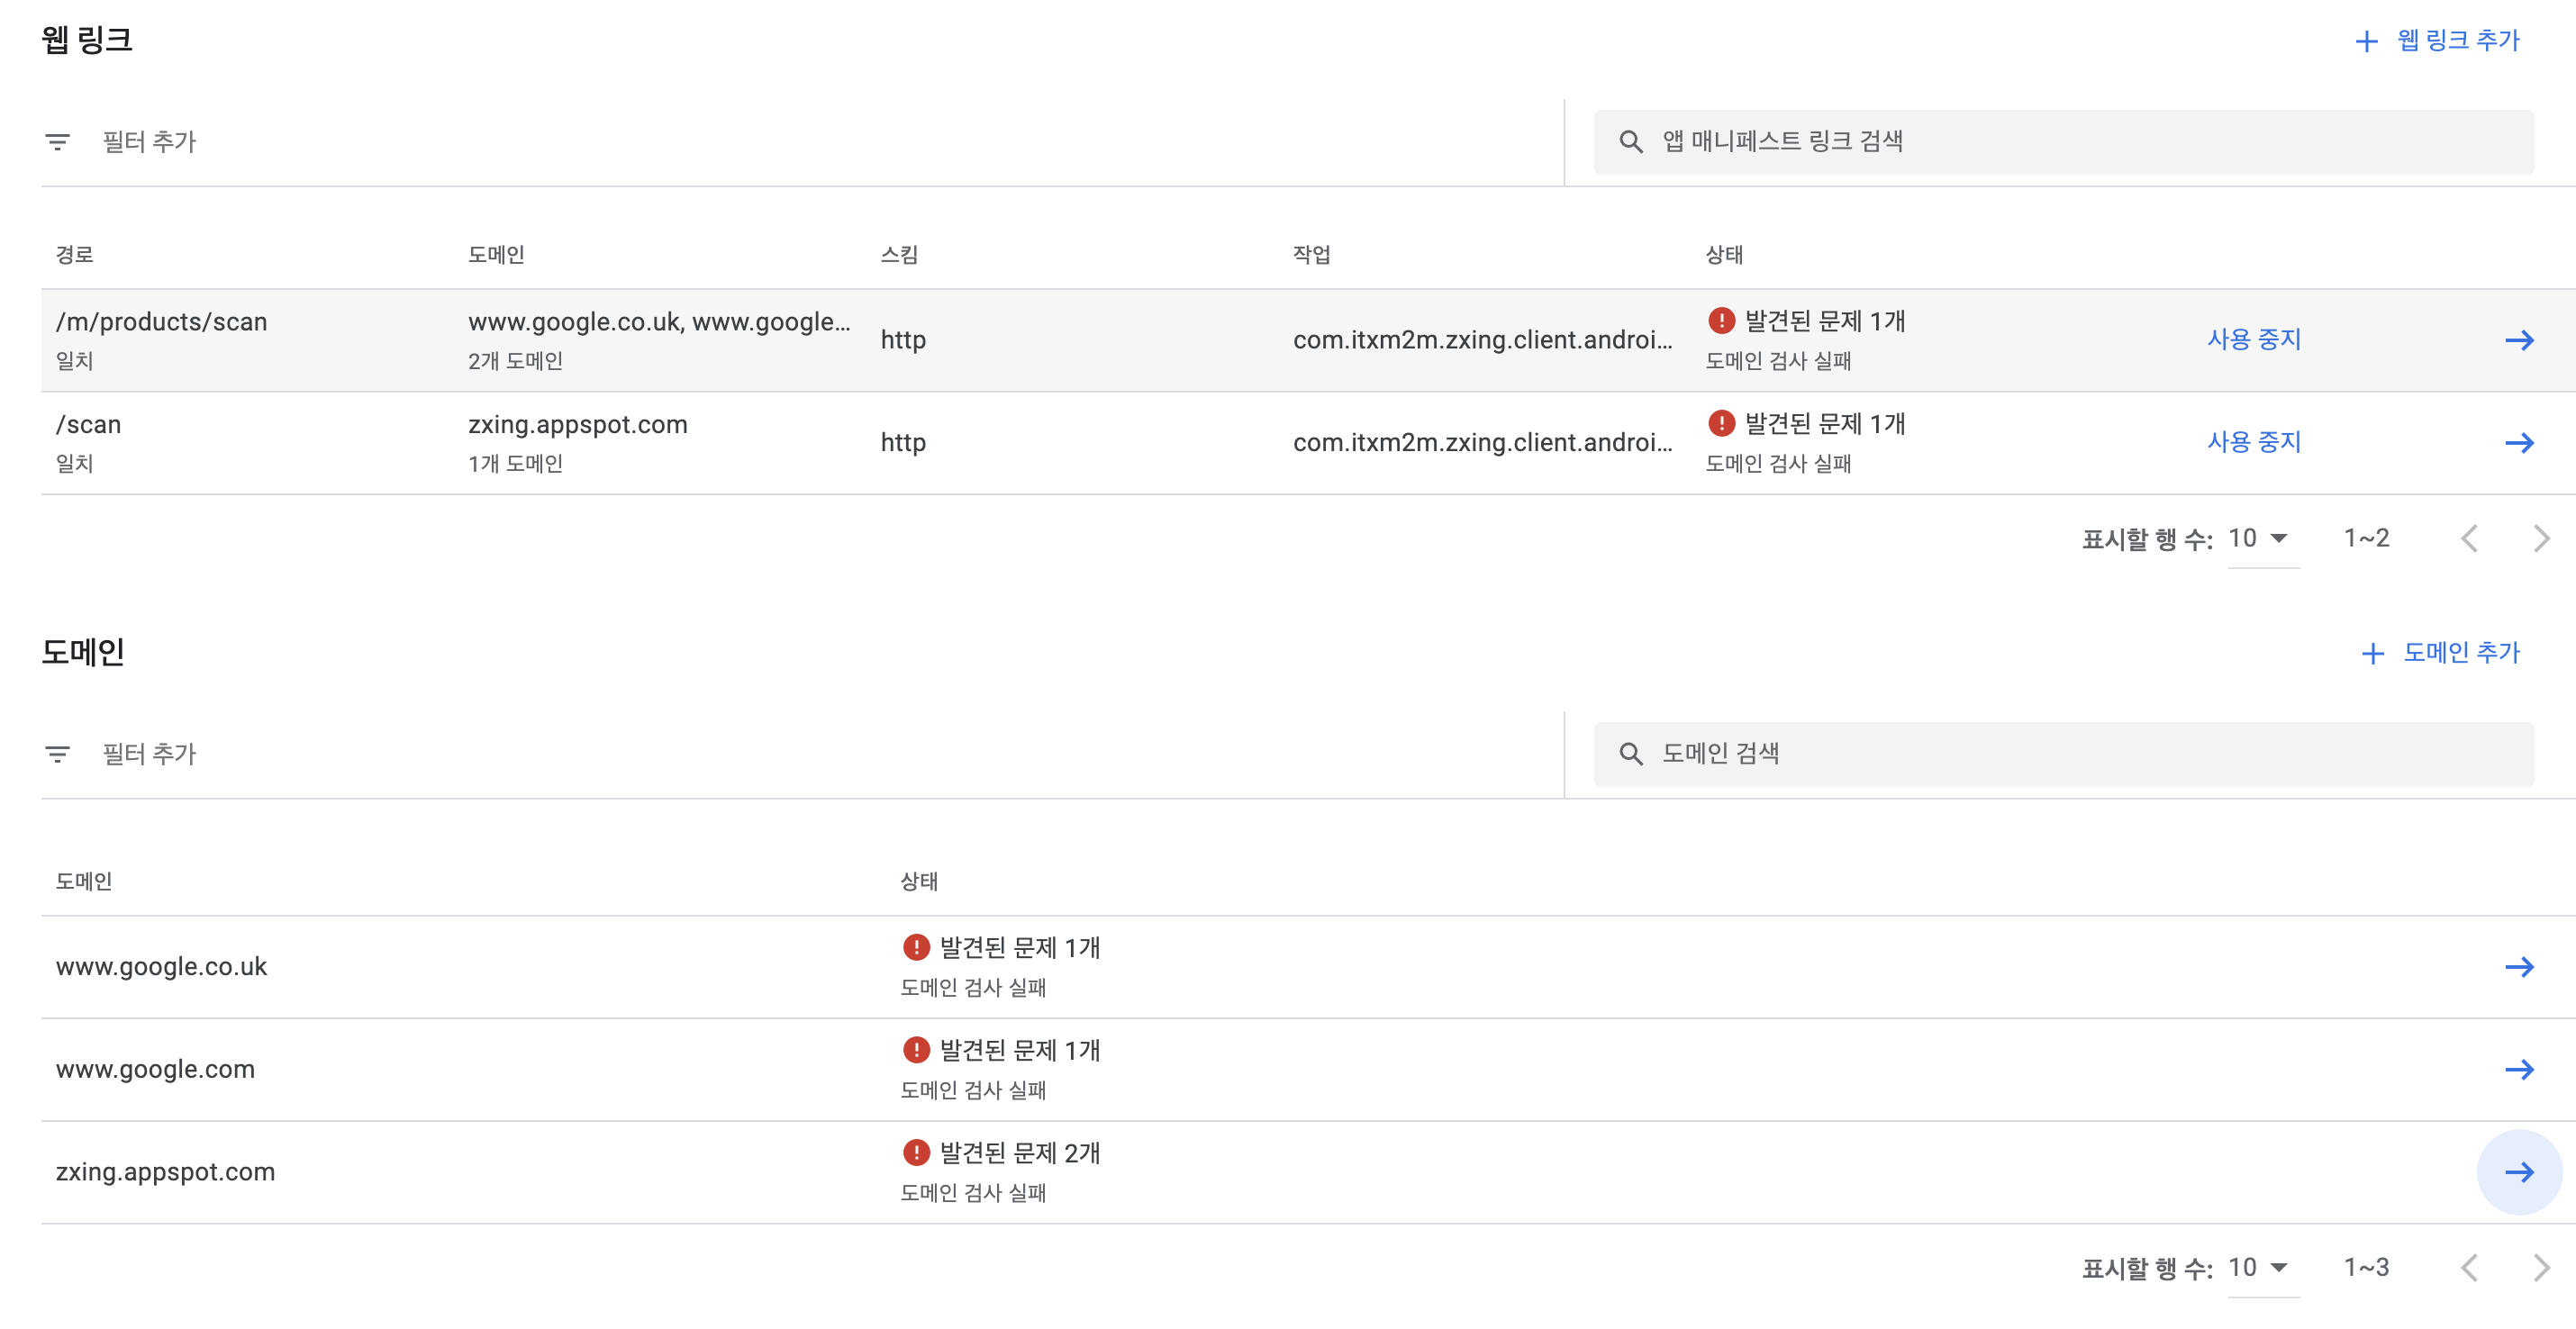 웹 링크
웹 링크 추가
필터 추가
앱 매니페스트 링크 검색
경로 도메인 스킴 작업 상태
/m/products/scan www.google.co.uk, www.google... http com.itxm2m.zxing.client.androi... 발견된 문제 1개 사용 중지
일치 2개 도메인 도메인 검사 실패
/scan zxing.appspot.com http com.itxm2m.zxing.client.androi... 발견된 문제 1개 사용 중지
일치 1개 도메인 도메인 검사 실패
표시할 행 수: 10 1~2
도메인
도메인 추가
필터 추가
도메인 검색
도메인 상태
www.google.co.uk 발견된 문제 1개
도메인 검사 실패
www.google.com 발견된 문제 1개
도메인 검사 실패
zxing.appspot.com 발견된 문제 2개
도메인 검사 실패
표시할 행 수: 10 1~3